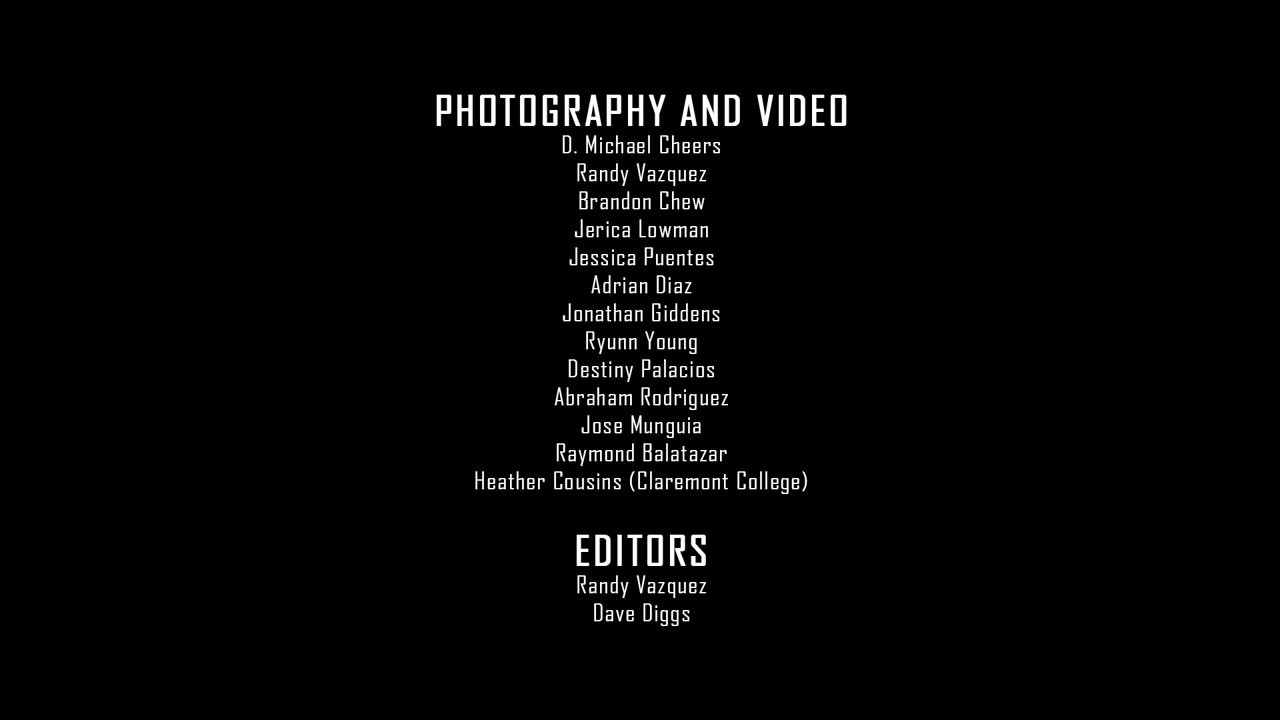 PHOTOGRAPHY AND VIDEO
D. Michael Cheers
Randy Vazquez
Brandon Chew
Jerica Lowman
Jessica Puentes
Adrian Diaz
Jonathan Giddens
Ryunn Young
Destiny Palacios
Abraham Rodriguez
Jose Munguia
Raymond Balatazar
Heather Cousins (Claremont College)
EDITORS
Randy Vazquez
Dave Diggs